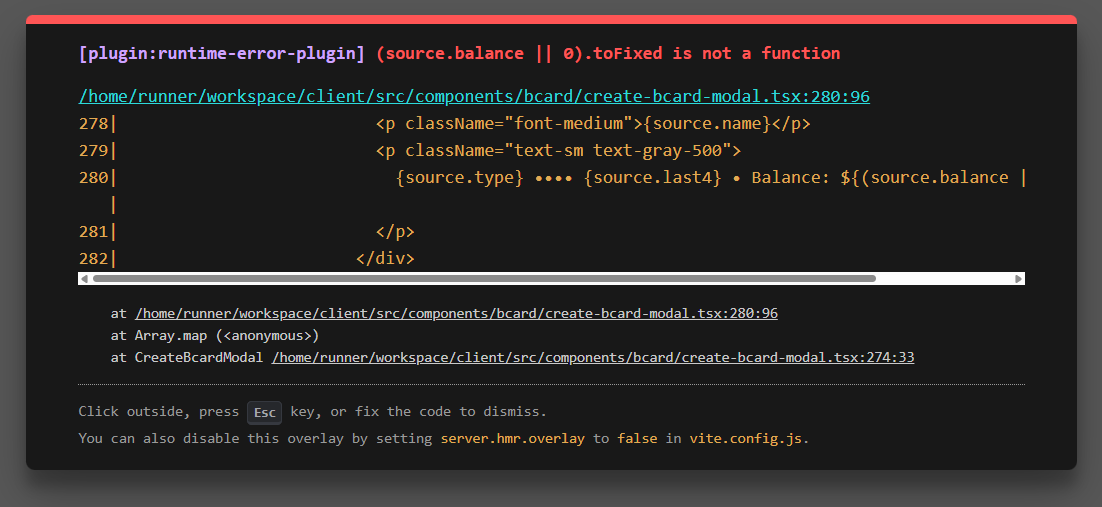 [plugin:runtime-error-plugin] (source.balance || 0).toFixed is not a function
/home/runner/workspace/client/src/components/bcard/create-bcard-modal.tsx:280:96
278|                          <p className="font-medium">{source.name}</p>
279|                          <p className="text-sm text-gray-500">
280|                            {source.type} •••• {source.last4} • Balance: ${(source.balance |
   |
281|                          </p>
282|                        </div>
at /home/runner/workspace/client/src/components/bcard/create-bcard-modal.tsx:280:96
at Array.map (<anonymous>)
at CreateBcardModal /home/runner/workspace/client/src/components/bcard/create-bcard-modal.tsx:274:33
Click outside, press Esc key, or fix the code to dismiss.
You can also disable this overlay by setting server.hmr.overlay to false in vite.config.js.